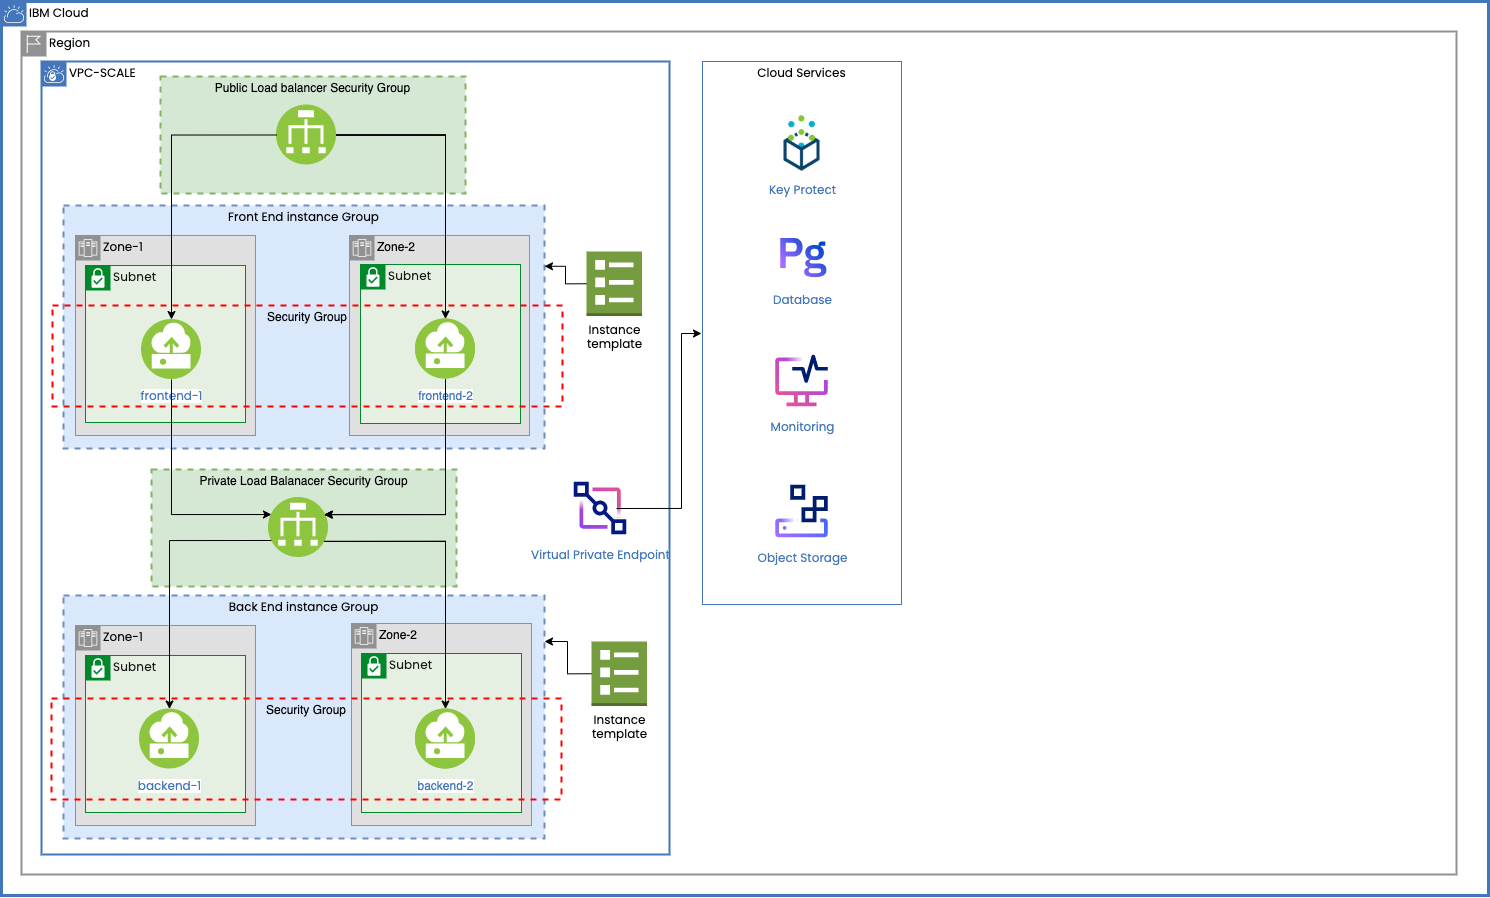 IBM Cloud
Region
VPC-SCALE
Public Load balancer Security Group
Front End instance Group
Zone-1
Zone-2
Subnet
Subnet
Security Group
frontend-1
frontend-2
Instance
template
Private Load Balanacer Security Group
Virtual Private Endpoint
Back End instance Group
Zone-1
Zone-2
Subnet
Subnet
Security Group
backend-1
backend-2
Instance
template
Cloud Services
Key Protect
Pg
Database
Monitoring
Object Storage